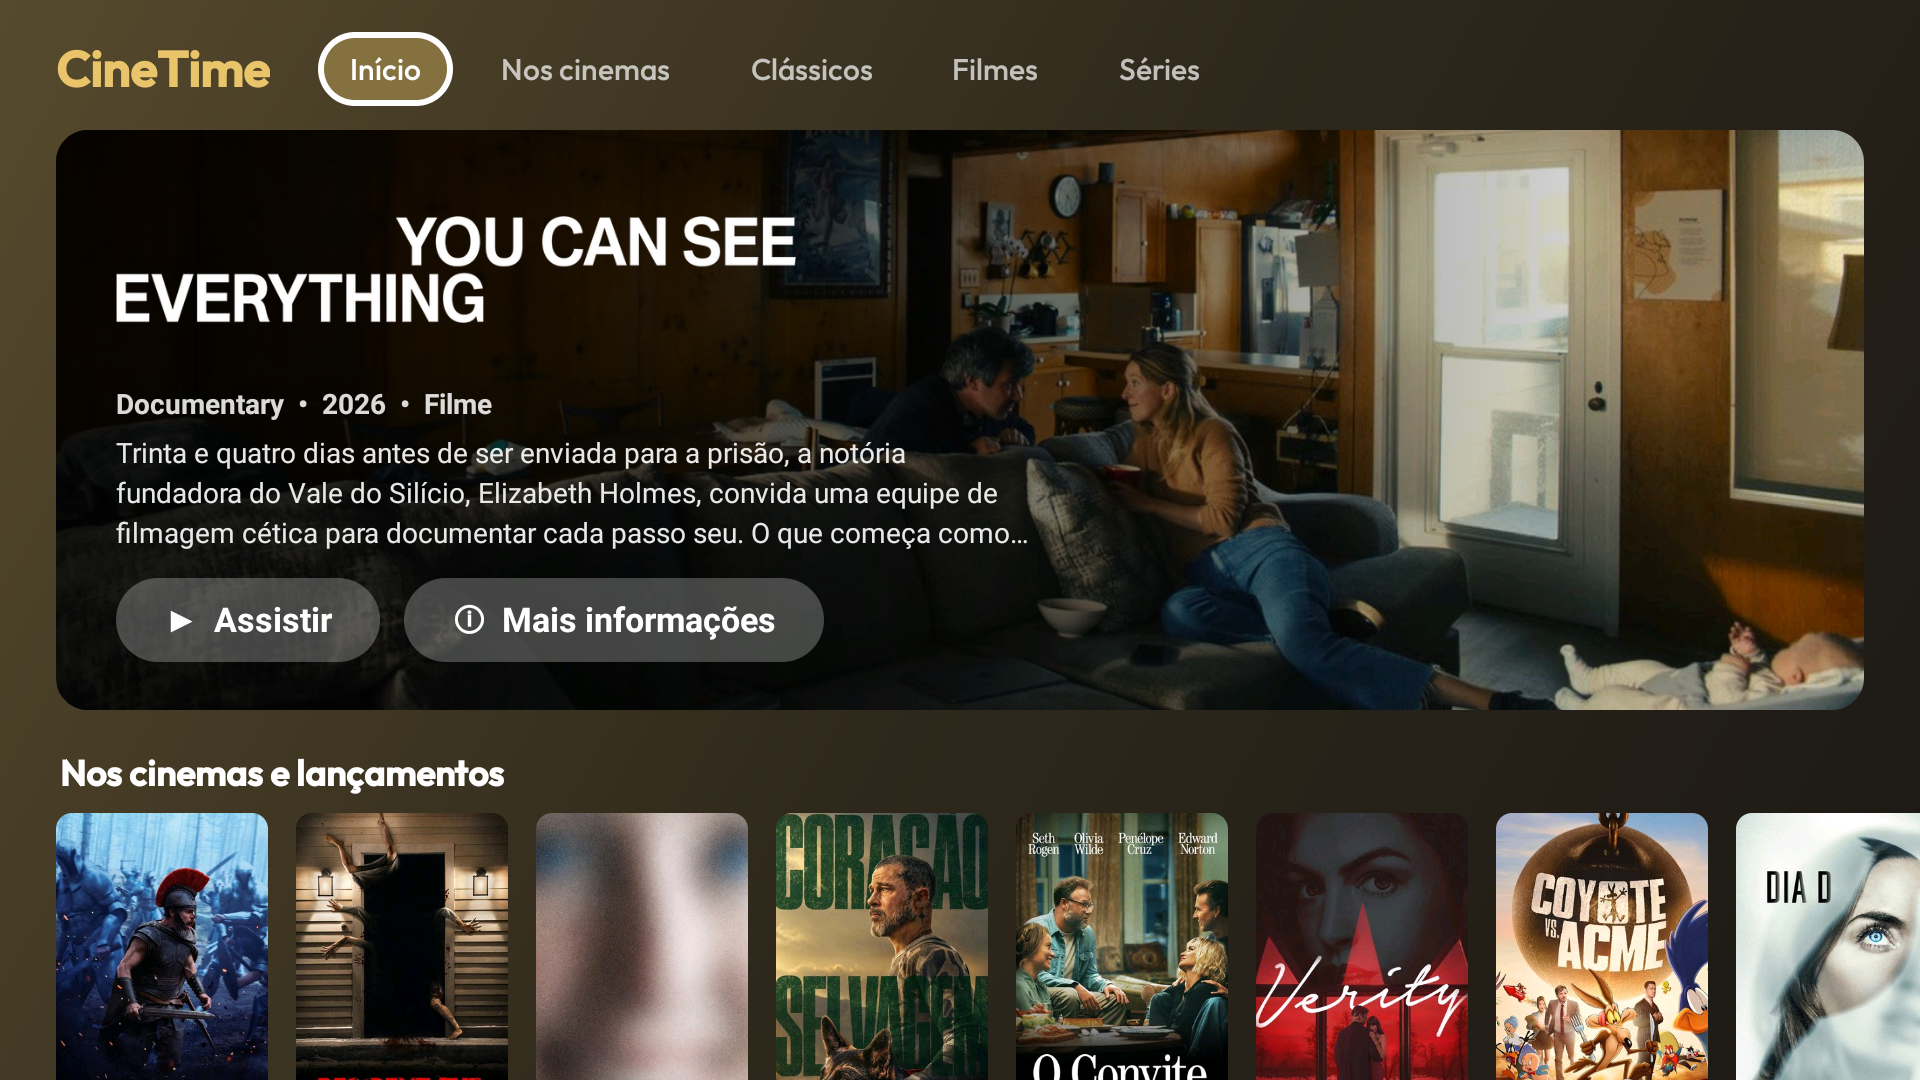 CineTime
Início
Nos cinemas
Clássicos
Filmes
Séries
YOU CAN SEE
EVERYTHING
Documentary • 2026 • Filme
Trinta e quatro dias antes de ser enviada para a prisão, a notória
fundadora do Vale do Silício, Elizabeth Holmes, convida uma equipe de
filmagem cética para documentar cada passo seu. O que começa como...
Assistir
Mais informações
Nos cinemas e lançamentos
CORAÇÃO
SELVAGEM
Seth Rogen
Olivia Wilde
Penélope Cruz
Edward Norton
O Convite
Verity
COYOTE
VS.
ACME
DIA D